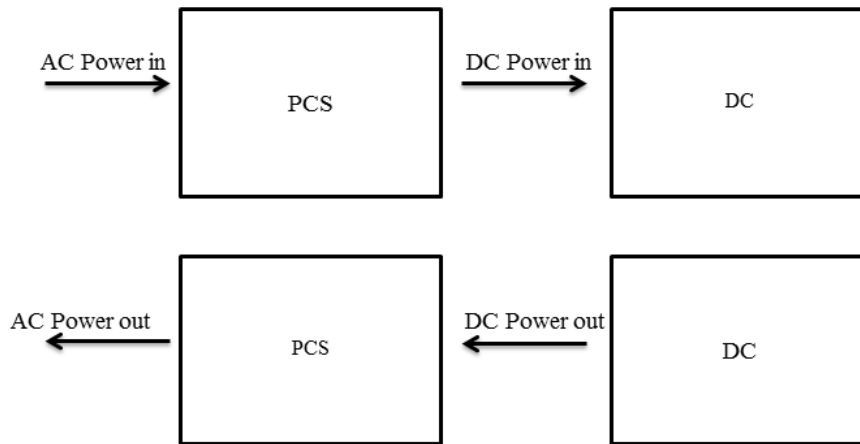 AC Power in
PCS
DC Power in
DC
AC Power out
PCS
DC Power out
DC